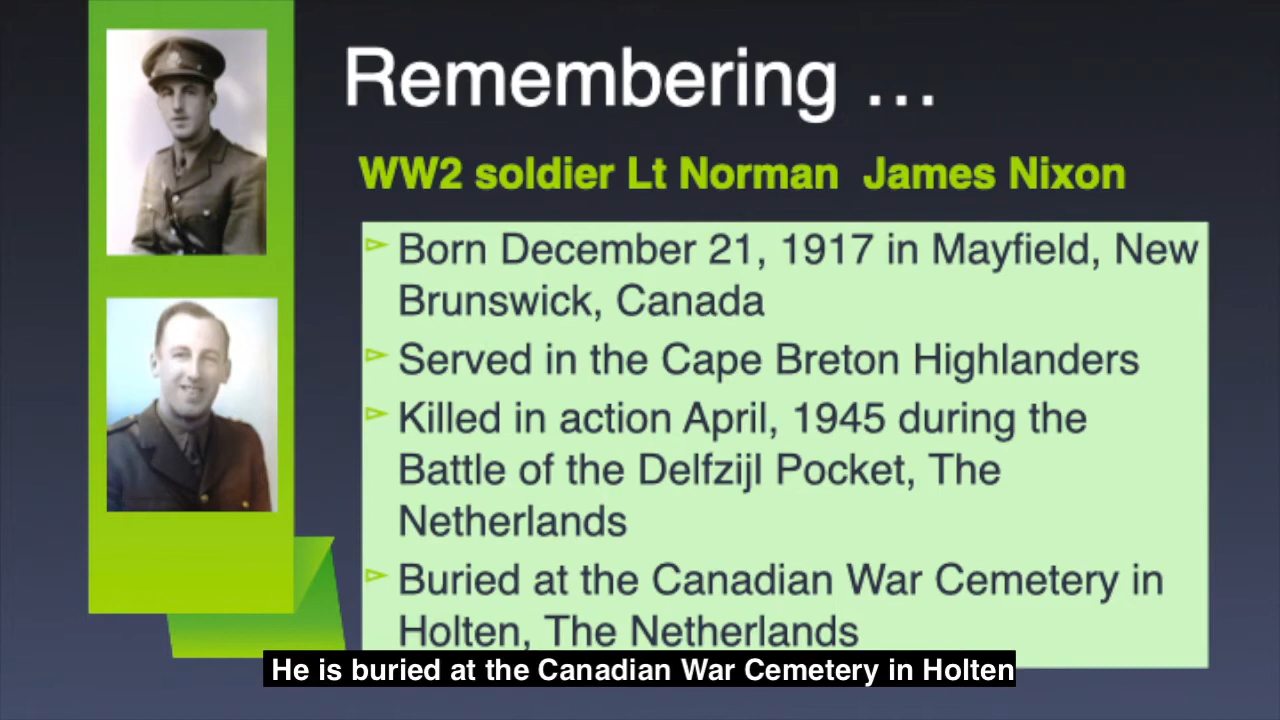 Remembering ...
WW2 soldier Lt Norman James Nixon
Born December 21, 1917 in Mayfield, New
Brunswick, Canada
Served in the Cape Breton Highlanders
Killed in action April, 1945 during the
Battle of the Delfzijl Pocket, The
Netherlands
Buried at the Canadian War Cemetery in
Holten, The Netherlands
He is buried at the Canadian War Cemetery in Holten